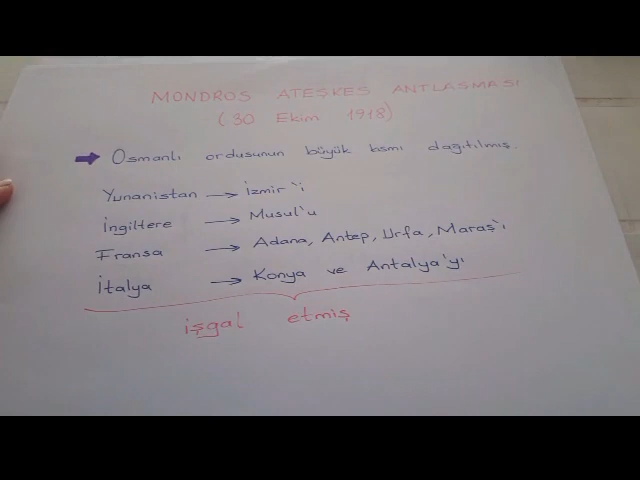 MONDROS ATEŞKES ANTLAŞMASI
(30 Ekim 1918)
Osmanlı ordusunun büyük kısmı dağıtılmış.
Yunanistan → İzmir'i
İngiltere → Musul'u
Fransa → Adana, Antep, Urfa, Maraş'ı
İtalya → Konya ve Antalya'yı
işgal etmiş